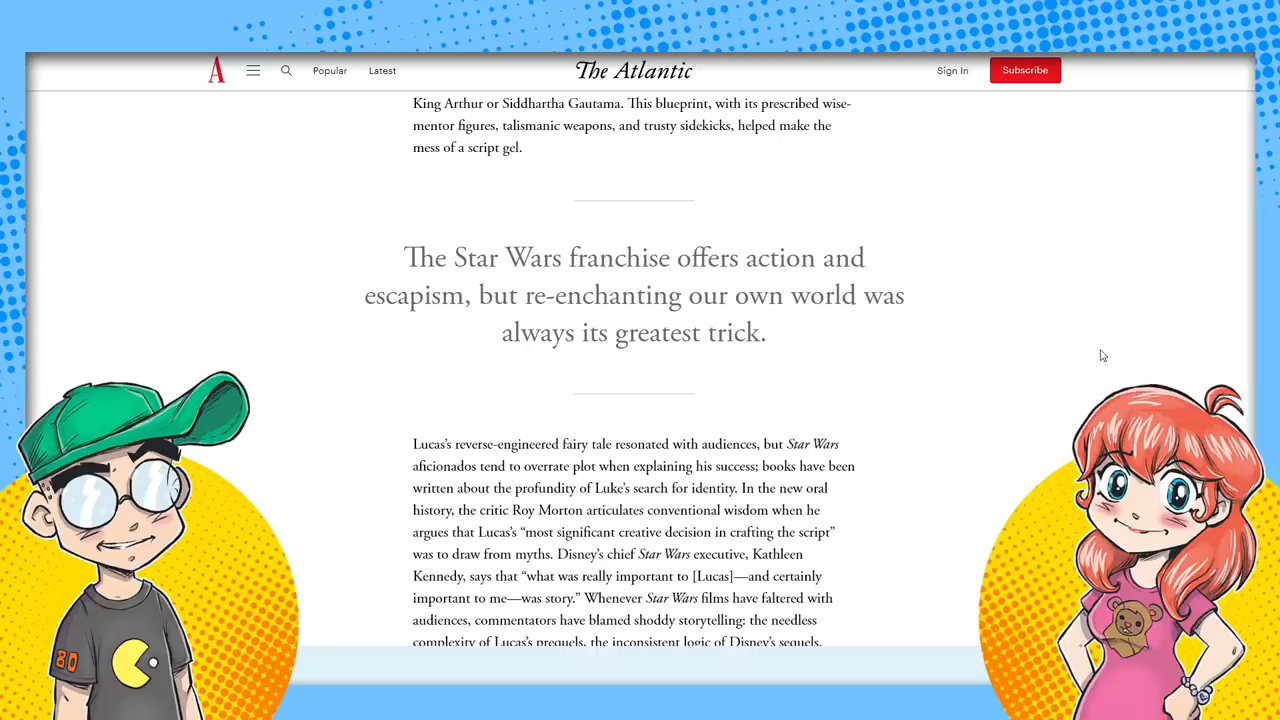 A Popular Latest The Atlantic Sign In Subscribe
King Arthur or Siddhartha Gautama. This blueprint, with its prescribed wise-
mentor figures, talismanic weapons, and trusty sidekicks, helped make the
mess of a script gel.
The Star Wars franchise offers action and
escapism, but re-enchanting our own world was
always its greatest trick.
Lucas’s reverse-engineered fairy tale resonated with audiences, but Star Wars
aficionados tend to overrate plot when explaining his success; books have been
written about the profundity of Luke’s search for identity. In the new oral
history, the critic Roy Morton articulates conventional wisdom when he
argues that Lucas’s “most significant creative decision in crafting the script”
was to draw from myths. Disney’s chief Star Wars executive, Kathleen
Kennedy, says that “what was really important to [Lucas]—and certainly
important to me—was story.” Whenever Star Wars films have faltered with
audiences, commentators have blamed shoddy storytelling: the needless
complexity of Lucas’s prequels, the inconsistent logic of Disney’s sequels.
80